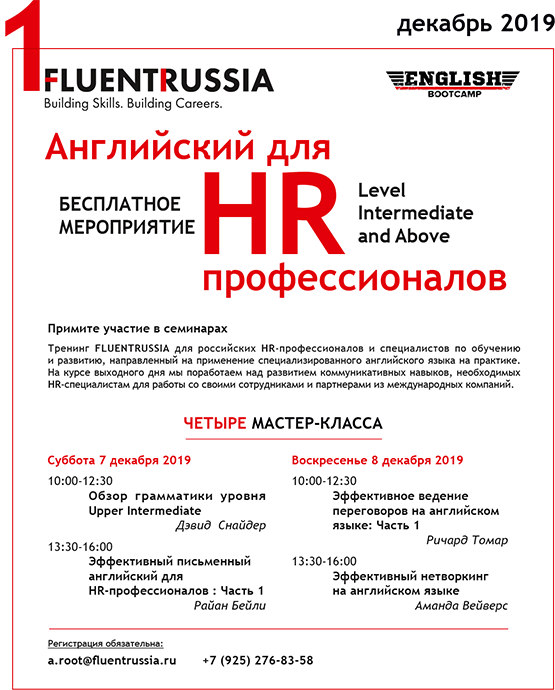 декабрь 2019
1
FLUENTRUSSIA
Building Skills. Building Careers.
ENGLISH
BOOTCAMP
Английский для
БЕСПЛАТНОЕ
МЕРОПРИЯТИЕ
HR
Level
Intermediate
and Above
профессионалов
Примите участие в семинарах
Тренинг FLUENTRUSSIA для российских HR-профессионалов и специалистов по обучению
и развитию, направленный на применение специализированного английского языка на практике.
На курсе выходного дня мы поработаем над развитием коммуникативных навыков, необходимых
HR-специалистам для работы со своими сотрудниками и партнерами из международных компаний.
ЧЕТЫРЕ МАСТЕР-КЛАССА
Суббота 7 декабря 2019
10:00-12:30
Обзор грамматики уровня
Upper Intermediate
Дэвид Снайдер
13:30-16:00
Эффективный письменный
английский для
HR-профессионалов : Часть 1
Райан Бейли
Воскресенье 8 декабря 2019
10:00-12:30
Эффективное ведение
переговоров на английском
языке: Часть 1
Ричард Томар
13:30-16:00
Эффективный нетворкинг
на английском языке
Аманда Вейверс
Регистрация обязательна:
a.root@fluentrussia.ru +7 (925) 276-83-58